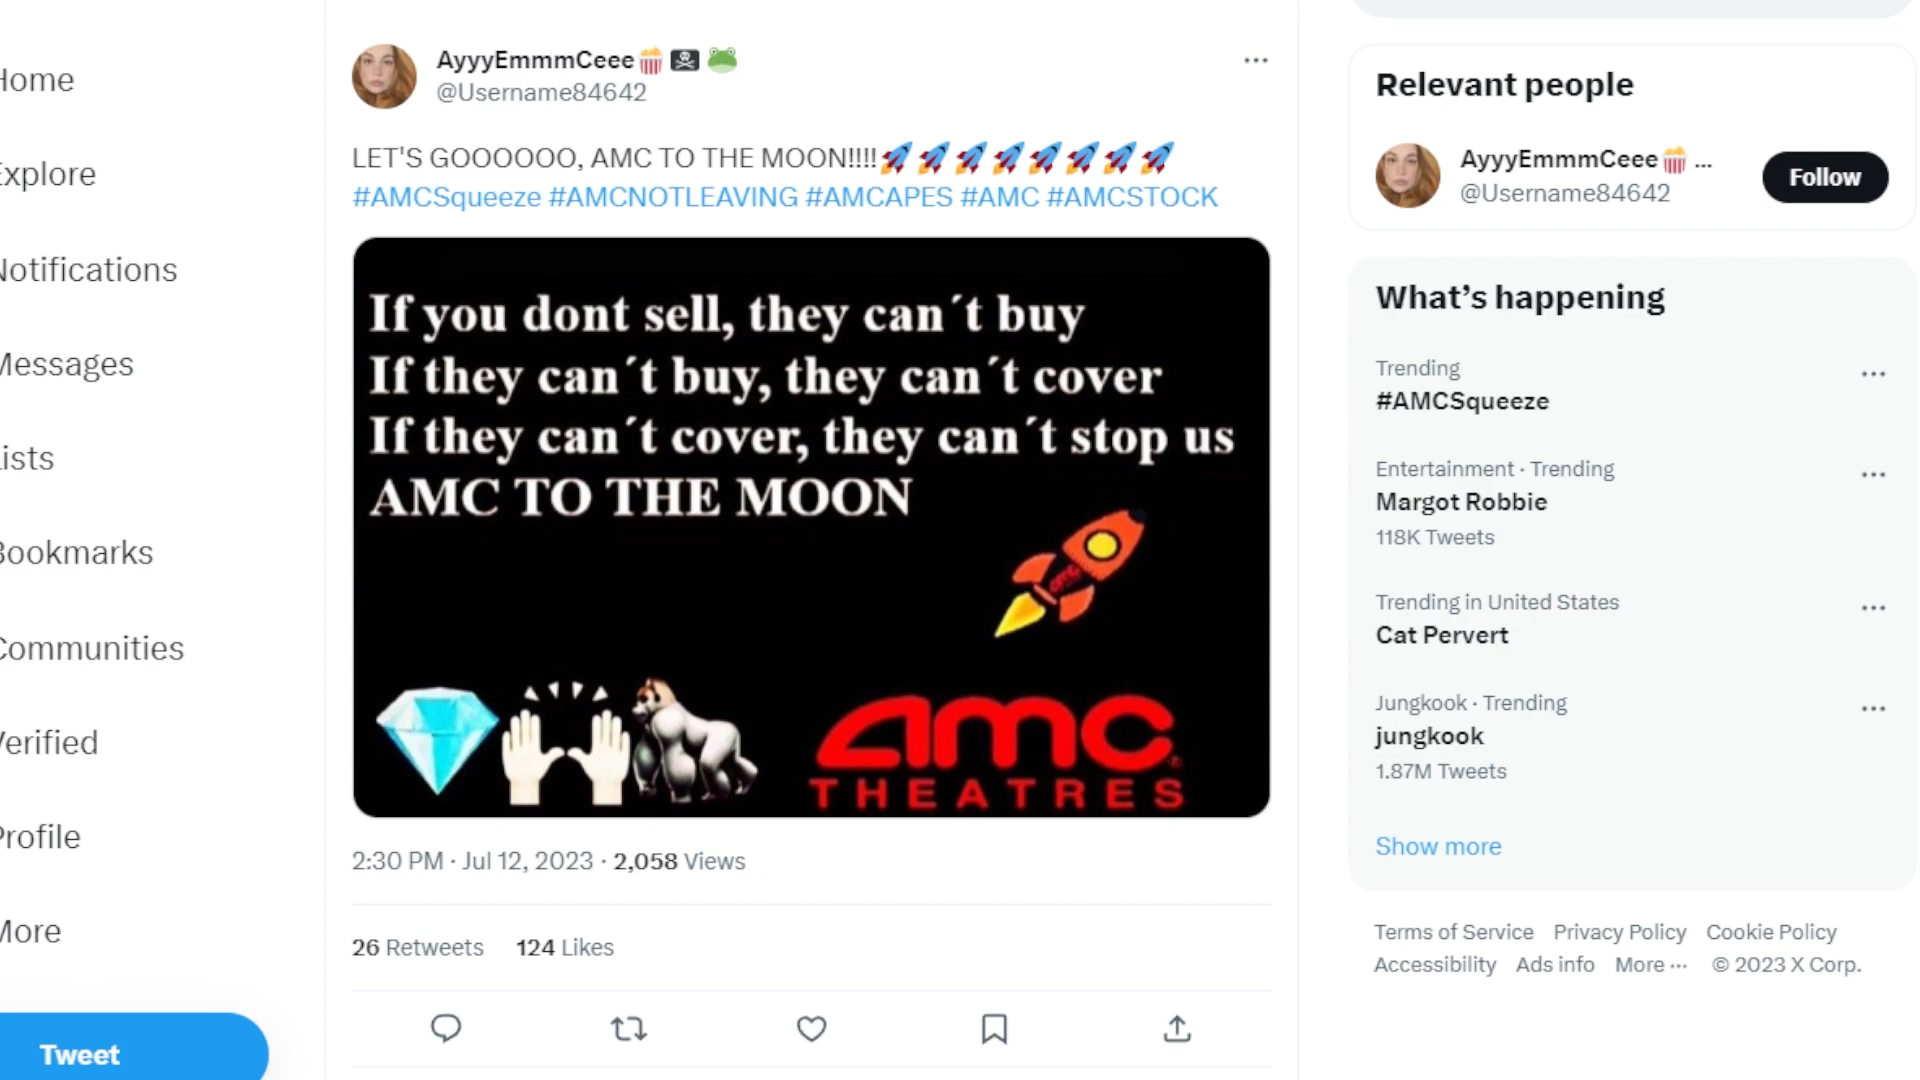 Home
Explore
Notifications
Messages
Lists
Bookmarks
Communities
Verified
Profile
More
Tweet
AyyyEmmmCeee🍿🏴‍☠️🐸
@Username84642
LET'S GOOOOOO, AMC TO THE MOON!!!!🚀🚀🚀🚀🚀🚀🚀🚀
#AMCSqueeze #AMCNOTLEAVING #AMCAPES #AMC #AMCSTOCK
If you dont sell, they can´t buy
If they can´t buy, they can´t cover
If they can´t cover, they can´t stop us
AMC TO THE MOON
amc
amc
THEATRES
2:30 PM · Jul 12, 2023 · 2,058 Views
26 Retweets 124 Likes
Relevant people
AyyyEmmmCeee🍿 ...
@Username84642
Follow
What’s happening
Trending
#AMCSqueeze
Entertainment · Trending
Margot Robbie
118K Tweets
Trending in United States
Cat Pervert
Jungkook · Trending
jungkook
1.87M Tweets
Show more
Terms of Service Privacy Policy Cookie Policy
Accessibility Ads info More ··· © 2023 X Corp.